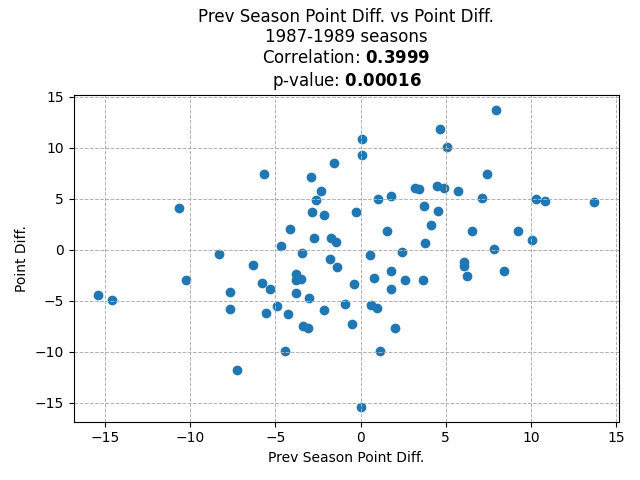 Prev Season Point Diff. vs Point Diff.
1987-1989 seasons
Correlation: 0.3999
p-value: 0.00016
15
10
5
0
−5
−10
−15
Point Diff.
−15 −10 −5 0 5 10 15
Prev Season Point Diff.